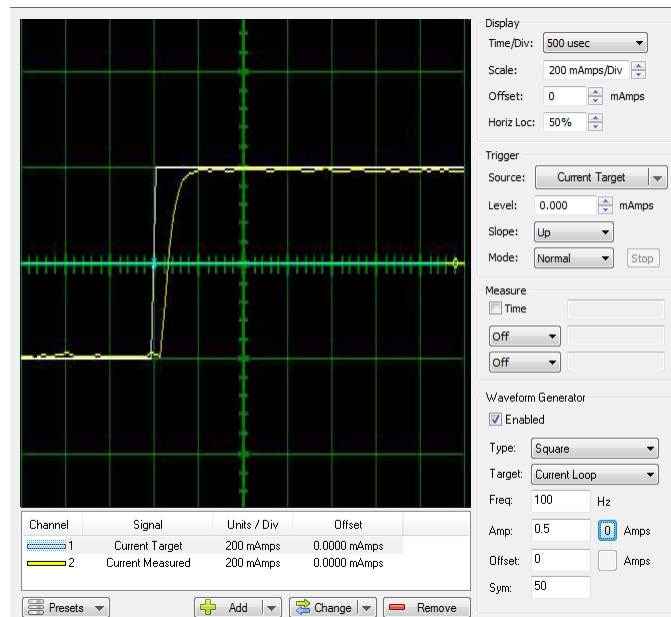 Display
Time/Div: 500 usec
Scale: 200 mAmps/Div
Offset: 0 mAmps
Horiz Loc: 50%
Trigger
Source: Current Target
Level: 0.000 mAmps
Slope: Up
Mode: Normal Stop
Measure
Time
Off
Off
Waveform Generator
Enabled
Type: Square
Target: Current Loop
Freq: 100 Hz
Amp: 0.5 0 Amps
Offset: 0 Amps
Sym: 50
Channel Signal Units / Div Offset
1 Current Target 200 mAmps 0.0000 mAmps
2 Current Measured 200 mAmps 0.0000 mAmps
Presets Add Change Remove